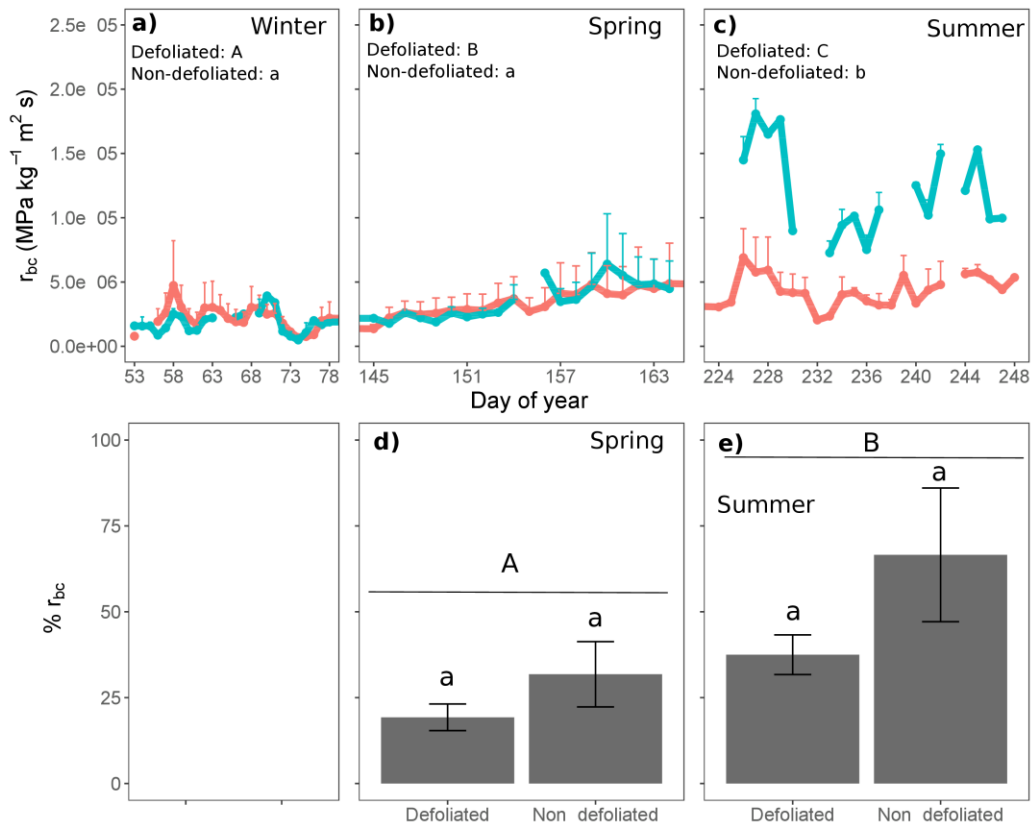 a)
Winter
Defoliated: A
Non-defoliated: a
b)
Spring
Defoliated: B
Non-defoliated: a
c)
Summer
Defoliated: C
Non-defoliated: b
2.5e 05
2.0e 05
1.5e 05
1.0e 05
5.0e 06
0.0e+00
r_bc (MPa kg⁻¹ m² s)
53 58 63 68 73 78
145 151 157 163
224 228 232 236 240 244 248
Day of year
d)
Spring
A
a
a
e)
B
Summer
a
a
100
75
50
25
0
% r_bc
Defoliated Non defoliated
Defoliated Non defoliated